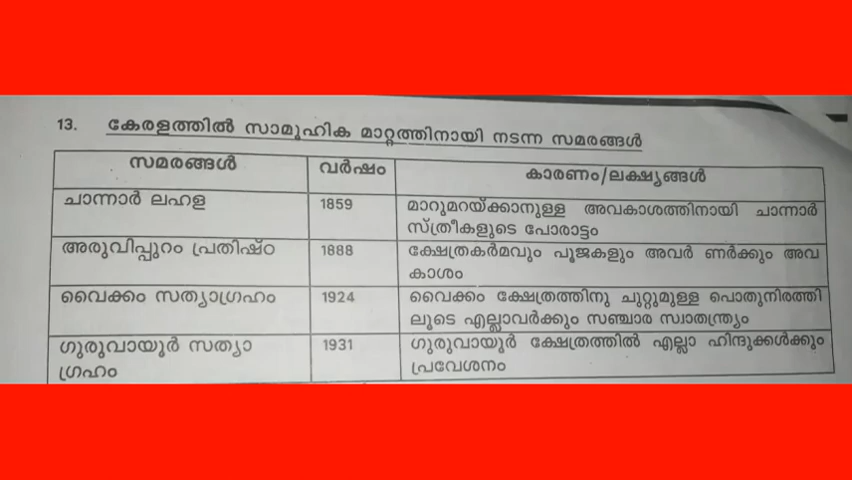 13. കേരളത്തിൽ സാമൂഹിക മാറ്റത്തിനായി നടന്ന സമരങ്ങൾ
സമരങ്ങൾ വർഷം കാരണം/ലക്ഷ്യങ്ങൾ
ചാന്നാർ ലഹള 1859 മാറുമറയ്ക്കാനുള്ള അവകാശത്തിനായി ചാന്നാർ
സ്ത്രീകളുടെ പോരാട്ടം
അരുവിപ്പുറം പ്രതിഷ്ഠ 1888 ക്ഷേത്രകർമവും പൂജകളും അവർ ണർക്കും അവ
കാശം
വൈക്കം സത്യാഗ്രഹം 1924 വൈക്കം ക്ഷേത്രത്തിനു ചുറ്റുമുള്ള പൊതുനിരത്തി
ലൂടെ എല്ലാവർക്കും സഞ്ചാര സ്വാതന്ത്ര്യം
ഗുരുവായൂർ സത്യാ 1931 ഗുരുവായൂർ ക്ഷേത്രത്തിൽ എല്ലാ ഹിന്ദുക്കൾക്കും
ഗ്രഹം പ്രവേശനം